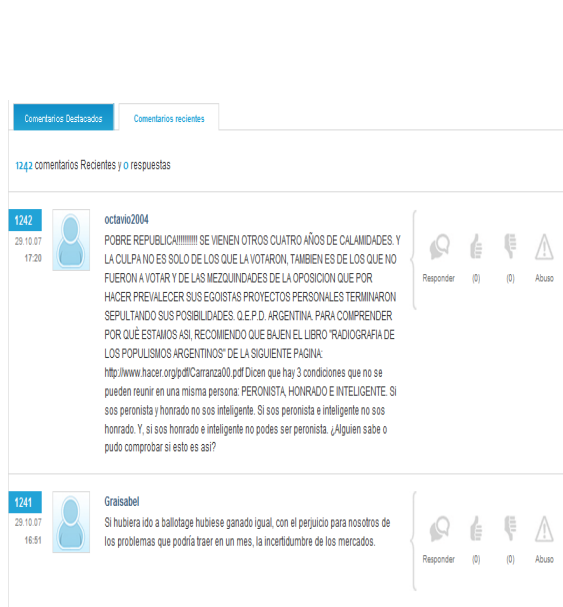 Comentarios Destacados
Comentarios recientes
1242 comentarios Recientes y 0 respuestas
1242
29.10.07
17:20
octavio2004
POBRE REPUBLICA!!!!!!!!!! SE VIENEN OTROS CUATRO AÑOS DE CALAMIDADES. Y
LA CULPA NO ES SOLO DE LOS QUE LA VOTARON, TAMBIEN ES DE LOS QUE NO
FUERON A VOTAR Y DE LAS MEZQUINDADES DE LA OPOSICION QUE POR
HACER PREVALECER SUS EGOISTAS PROYECTOS PERSONALES TERMINARON
SEPULTANDO SUS POSIBILIDADES. Q.E.P.D. ARGENTINA. PARA COMPRENDER
POR QUÈ ESTAMOS ASI, RECOMIENDO QUE BAJEN EL LIBRO "RADIOGRAFIA DE
LOS POPULISMOS ARGENTINOS" DE LA SIGUIENTE PAGINA:
http://www.hacer.org/pdf/Carranza00.pdf Dicen que hay 3 condiciones que no se
pueden reunir en una misma persona: PERONISTA, HONRADO E INTELIGENTE. Si
sos peronista y honrado no sos inteligente. Si sos peronista e inteligente no sos
honrado. Y, si sos honrado e inteligente no podes ser peronista. ¿Alguien sabe o
pudo comprobar si esto es asi?
Responder
(0)
(0)
Abuso
1241
29.10.07
16:51
Graisabel
Si hubiera ido a ballotage hubiese ganado igual, con el perjuicio para nosotros de
los problemas que podría traer en un mes, la incertidumbre de los mercados.
Responder
(0)
(0)
Abuso